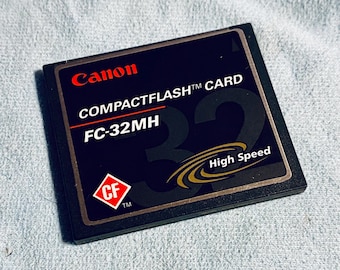 Canon
COMPACTFLASH™ CARD
FC-32MH
32
High Speed
CF
™